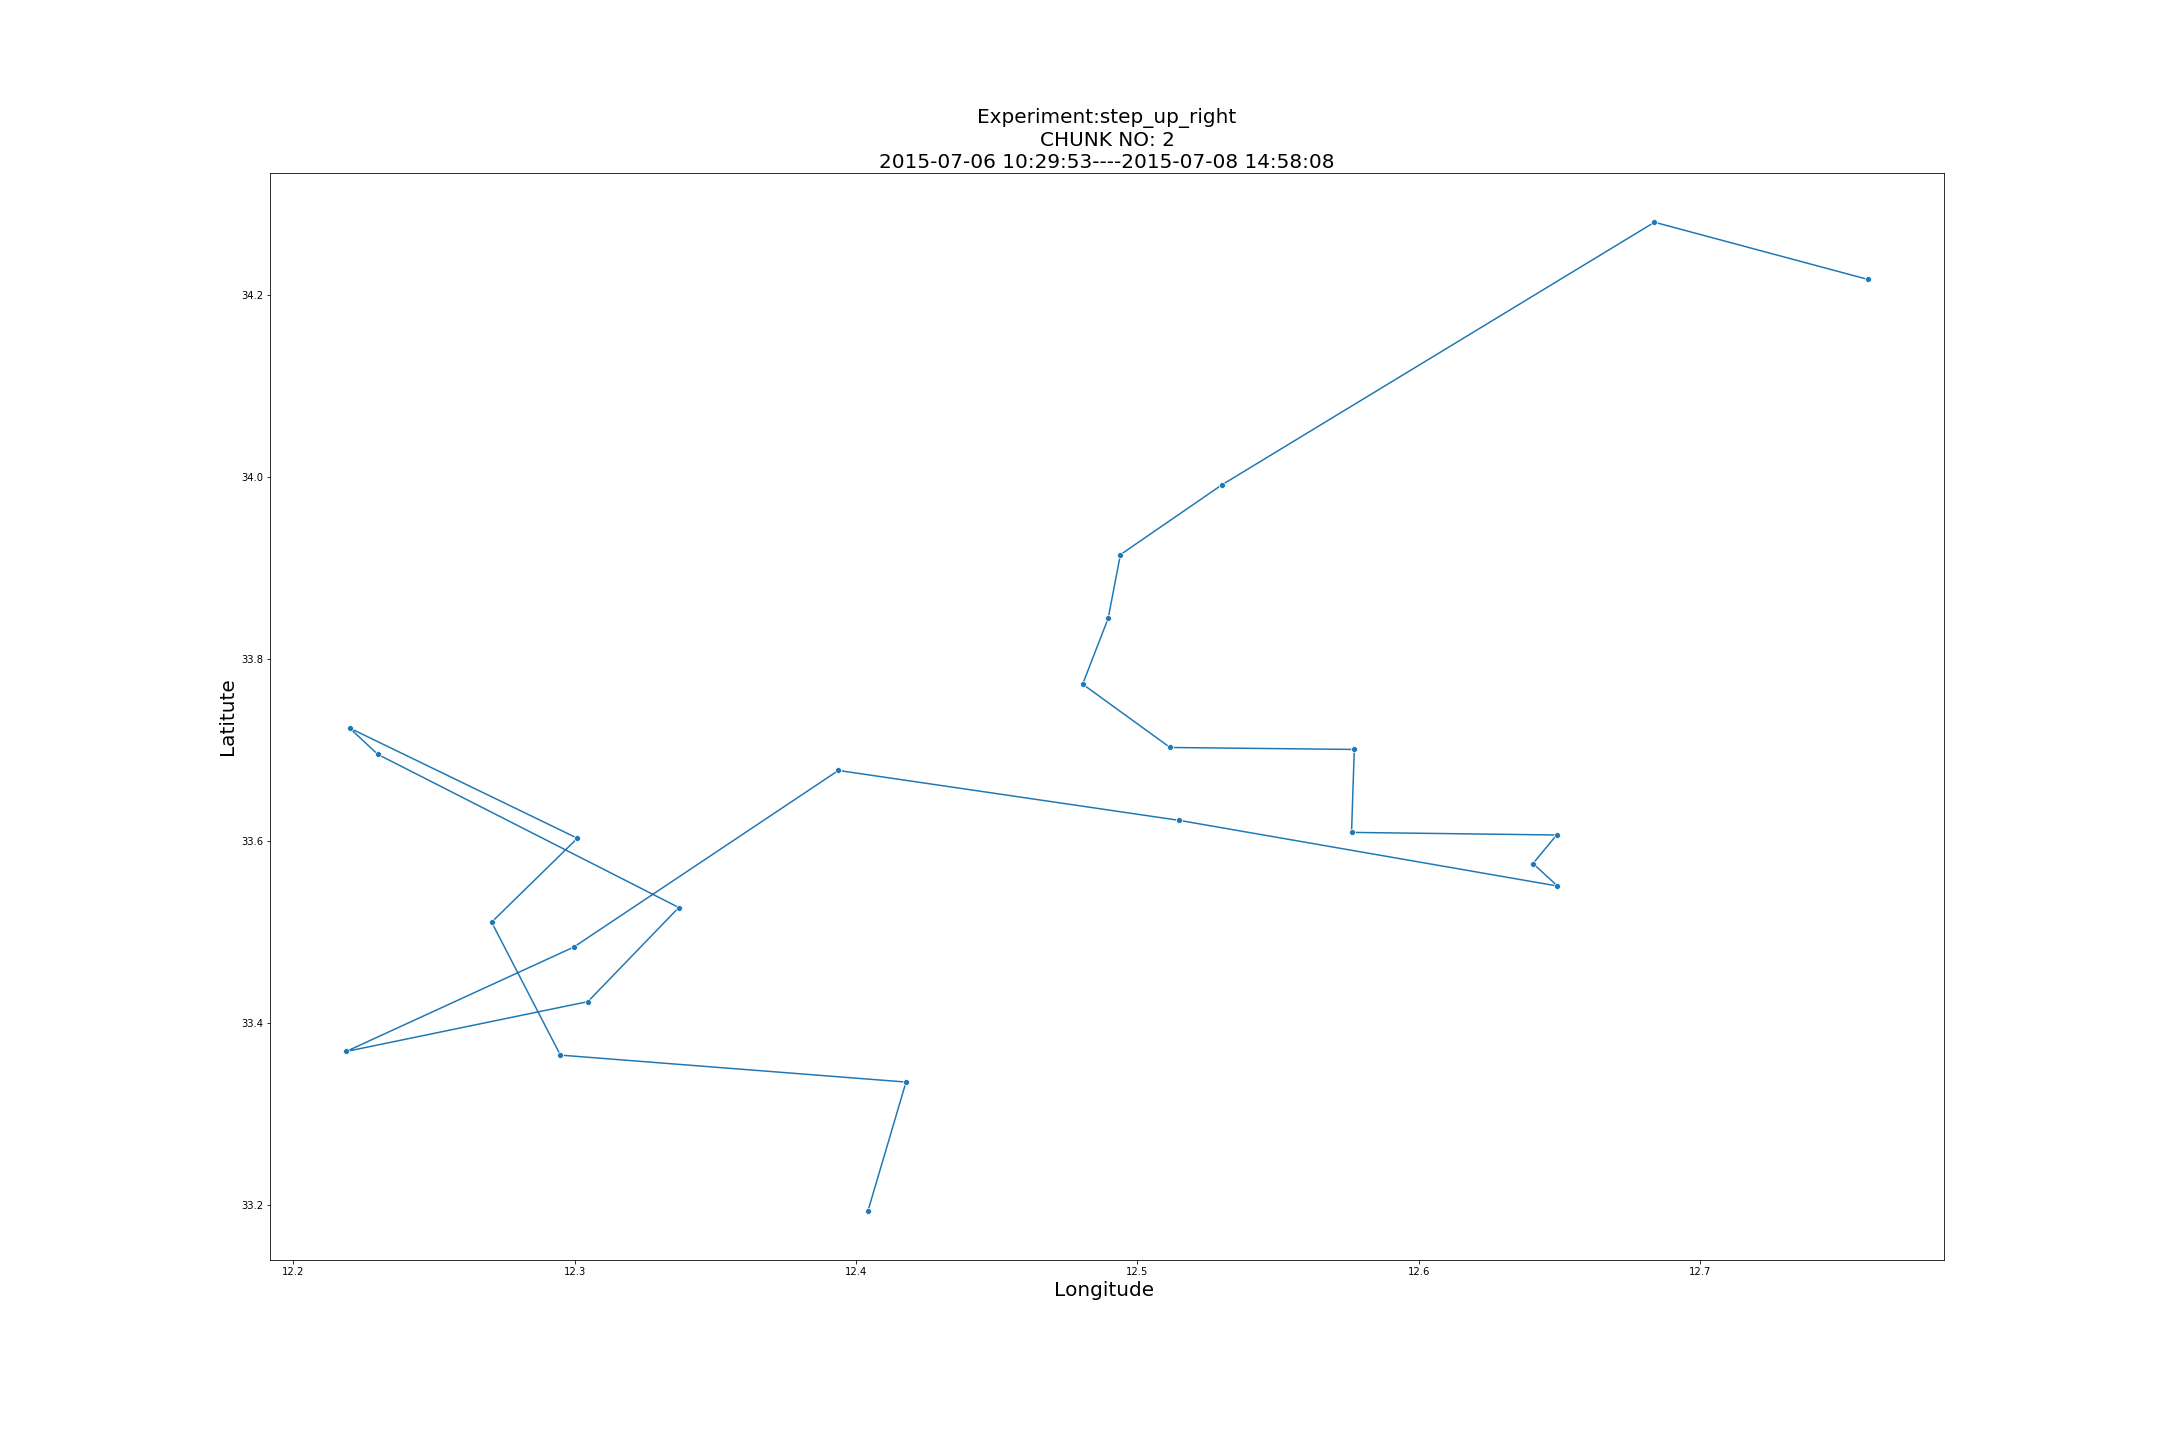 Experiment:step_up_right
CHUNK NO: 2
2015-07-06 10:29:53----2015-07-08 14:58:08
34.2
34.0
33.8
33.6
33.4
33.2
Latitute
12.2 12.3 12.4 12.5 12.6 12.7
Longitude